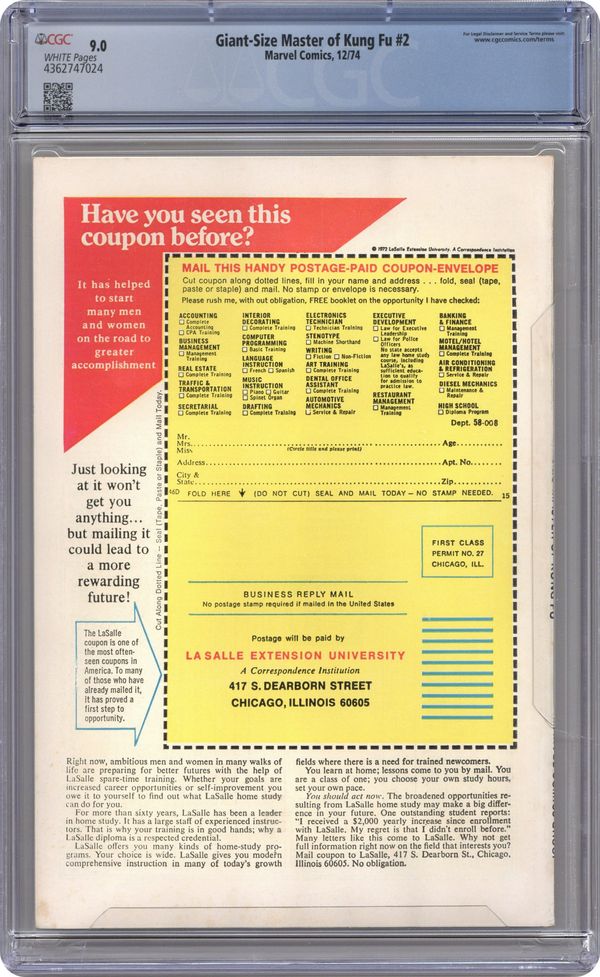 CGC
9.0
WHITE Pages
4362747024
Giant-Size Master of Kung Fu #2
Marvel Comics, 12/74
For Legal Disclaimer and Service Terms please visit:
www.cgccomics.com/terms
Have you seen this
coupon before?
© 1972 LaSalle Extension University. A Correspondence Institution
It has helped
to start
many men
and women
on the road to
greater
accomplishment
MAIL THIS HANDY POSTAGE-PAID COUPON-ENVELOPE
Cut coupon along dotted lines, fill in your name and address . . . fold, seal (tape,
paste or staple) and mail. No stamp or envelope is necessary.
Please rush me, with out obligation, FREE booklet on the opportunity I have checked:
ACCOUNTING
Complete
Accounting
CPA Training
BUSINESS
MANAGEMENT
Management
Training
REAL ESTATE
Complete Training
TRAFFIC &
TRANSPORTATION
Complete Training
SECRETARIAL
Complete Training
INTERIOR
DECORATING
Complete Training
COMPUTER
PROGRAMMING
Basic Training
LANGUAGE
INSTRUCTION
French Spanish
MUSIC
INSTRUCTION
Piano Guitar
Spinet Organ
DRAFTING
Complete Training
ELECTRONICS
TECHNICIAN
Technician Training
STENOTYPE
Machine Shorthand
WRITING
Fiction Non-Fiction
ART TRAINING
Complete Training
DENTAL OFFICE
ASSISTANT
Complete Training
AUTOMOTIVE
MECHANICS
Service & Repair
EXECUTIVE
DEVELOPMENT
Law for Executive
Leadership
Law for Police
Officers
No state accepts
any law home study
course, including
LaSalle's, as
sufficient educa-
tion to qualify
for admission to
practice law.
RESTAURANT
MANAGEMENT
Management
Training
BANKING
& FINANCE
Management
Training
MOTEL/HOTEL
MANAGEMENT
Complete Training
AIR CONDITIONING
& REFRIGERATION
Service & Repair
DIESEL MECHANICS
Maintenance &
Repair
HIGH SCHOOL
Diploma Program
Dept. 58-008
Mr.
Mrs. Age
Miss (Circle title and please print)
Address Apt. No.
City &
State Zip
46D FOLD HERE (DO NOT CUT) SEAL AND MAIL TODAY – NO STAMP NEEDED. 15
Cut Along Dotted Line — Seal (Tape, Paste or Staple) and Mail Today.
Just looking
at it won't
get you
anything...
but mailing it
could lead to
a more
rewarding
future!
The LaSalle
coupon is one of
the most often-
seen coupons in
America. To many
of those who have
already mailed it,
it has proved a
first step to
opportunity.
FIRST CLASS
PERMIT NO. 27
CHICAGO, ILL.
BUSINESS REPLY MAIL
No postage stamp required if mailed in the United States
Postage will be paid by
LA SALLE EXTENSION UNIVERSITY
A Correspondence Institution
417 S. DEARBORN STREET
CHICAGO, ILLINOIS 60605
Right now, ambitious men and women in many walks of
life are preparing for better futures with the help of
LaSalle spare-time training. Whether your goals are
increased career opportunities or self-improvement you
owe it to yourself to find out what LaSalle home study
can do for you.
For more than sixty years, LaSalle has been a leader
in home study. It has a large staff of experienced instruc-
tors. That is why your training is in good hands; why a
LaSalle diploma is a respected credential.
LaSalle offers you many kinds of home-study pro-
grams. Your choice is wide. LaSalle gives you modern
comprehensive instruction in many of today's growth
fields where there is a need for trained newcomers.
You learn at home; lessons come to you by mail. You
are a class of one; you choose your own study hours,
set your own pace.
You should act now. The broadened opportunities re-
sulting from LaSalle home study may make a big differ-
ence in your future. One outstanding student reports:
"I received a $2,000 yearly increase since enrollment
with LaSalle. My regret is that I didn't enroll before."
Many letters like this come to LaSalle. Why not get
full information right now on the field that interests you?
Mail coupon to LaSalle, 417 S. Dearborn St., Chicago,
Illinois 60605. No obligation.